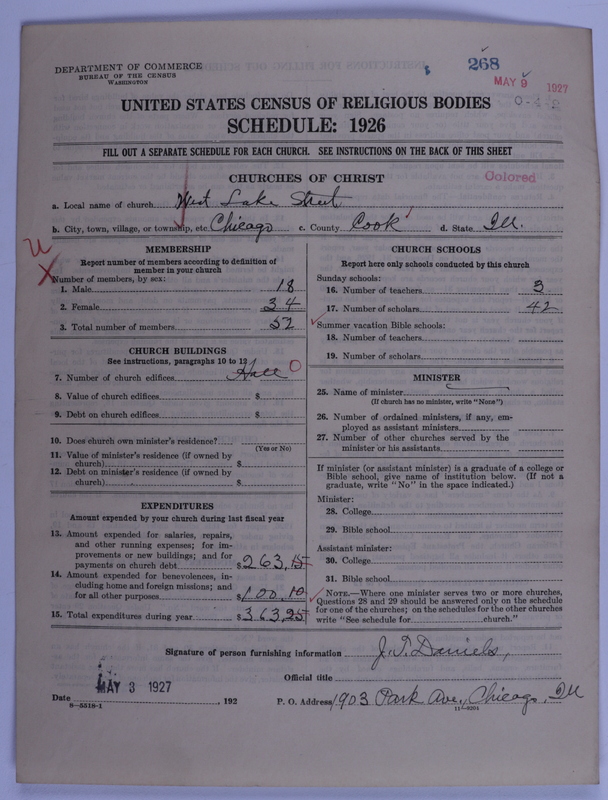 DEPARTMENT OF COMMERCE
BUREAU OF THE CENSUS
WASHINGTON
268
MAY 9 1927
UNITED STATES CENSUS OF RELIGIOUS BODIES
SCHEDULE: 1926
FILL OUT A SEPARATE SCHEDULE FOR EACH CHURCH. SEE INSTRUCTIONS ON THE BACK OF THIS SHEET
CHURCHES OF CHRIST
Colored
a. Local name of church West Lake Street
b. City, town, village, or township, etc. Chicago c. County Cook d. State Ill.
MEMBERSHIP
Report number of members according to definition of
member in your church
Number of members, by sex:
1. Male 18
2. Female 34
3. Total number of members 52
CHURCH BUILDINGS
See instructions, paragraphs 10 to 13
7. Number of church edifices Hall 0
8. Value of church edifices $
9. Debt on church edifices $
10. Does church own minister's residence?
(Yes or No)
11. Value of minister's residence (if owned by
church) $
12. Debt on minister's residence (if owned by
church) $
EXPENDITURES
Amount expended by your church during last fiscal year
13. Amount expended for salaries, repairs,
and other running expenses; for im-
provements or new buildings; and for
payments on church debt $263.15
14. Amount expended for benevolences, in-
cluding home and foreign missions; and
for all other purposes $100.10
15. Total expenditures during year $363.25
CHURCH SCHOOLS
Report here only schools conducted by this church
Sunday schools:
16. Number of teachers 3
17. Number of scholars 42
Summer vacation Bible schools:
18. Number of teachers
19. Number of scholars
MINISTER
25. Name of minister
(If church has no minister, write "None")
26. Number of ordained ministers, if any, em-
ployed as assistant ministers
27. Number of other churches served by the
minister or his assistants
If minister (or assistant minister) is a graduate of a college or
Bible school, give name of institution below. (If not a
graduate, write "No" in the space indicated.)
Minister:
28. College
29. Bible school
Assistant minister:
30. College
31. Bible school
NOTE.—Where one minister serves two or more churches,
Questions 28 and 29 should be answered only on the schedule
for one of the churches; on the schedules for the other churches
write "See schedule for church."
Signature of person furnishing information J. S. Daniels,
Official title
MAY 3 1927
Date , 192
P. O. Address 1903 Park Ave., Chicago, Ill
8—5518-1